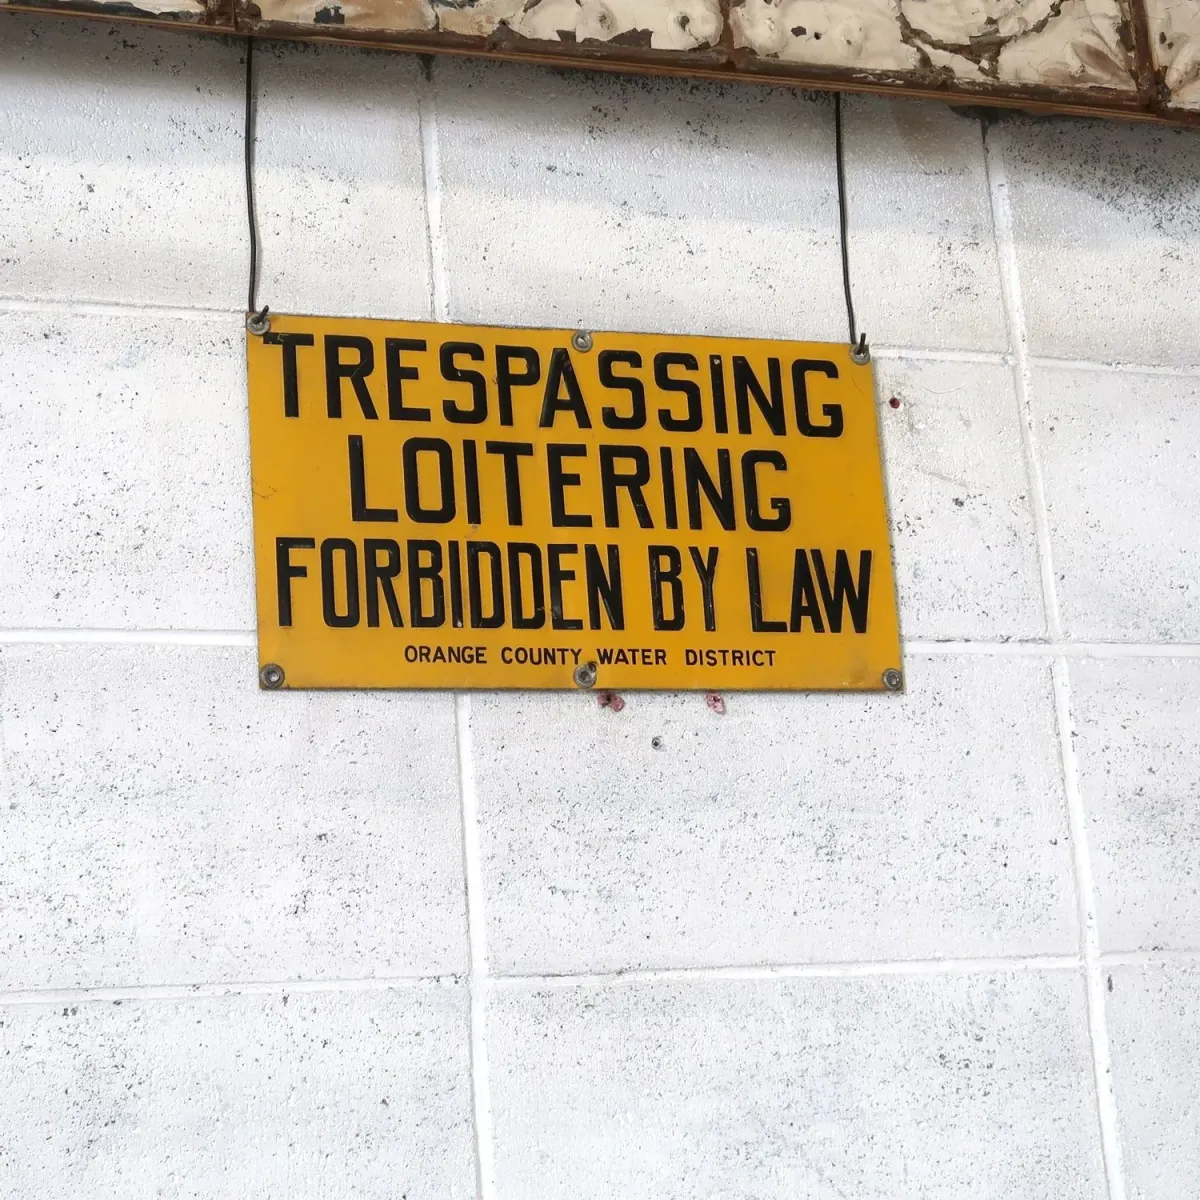 TRESPASSING
LOITERING
FORBIDDEN BY LAW
ORANGE COUNTY WATER DISTRICT